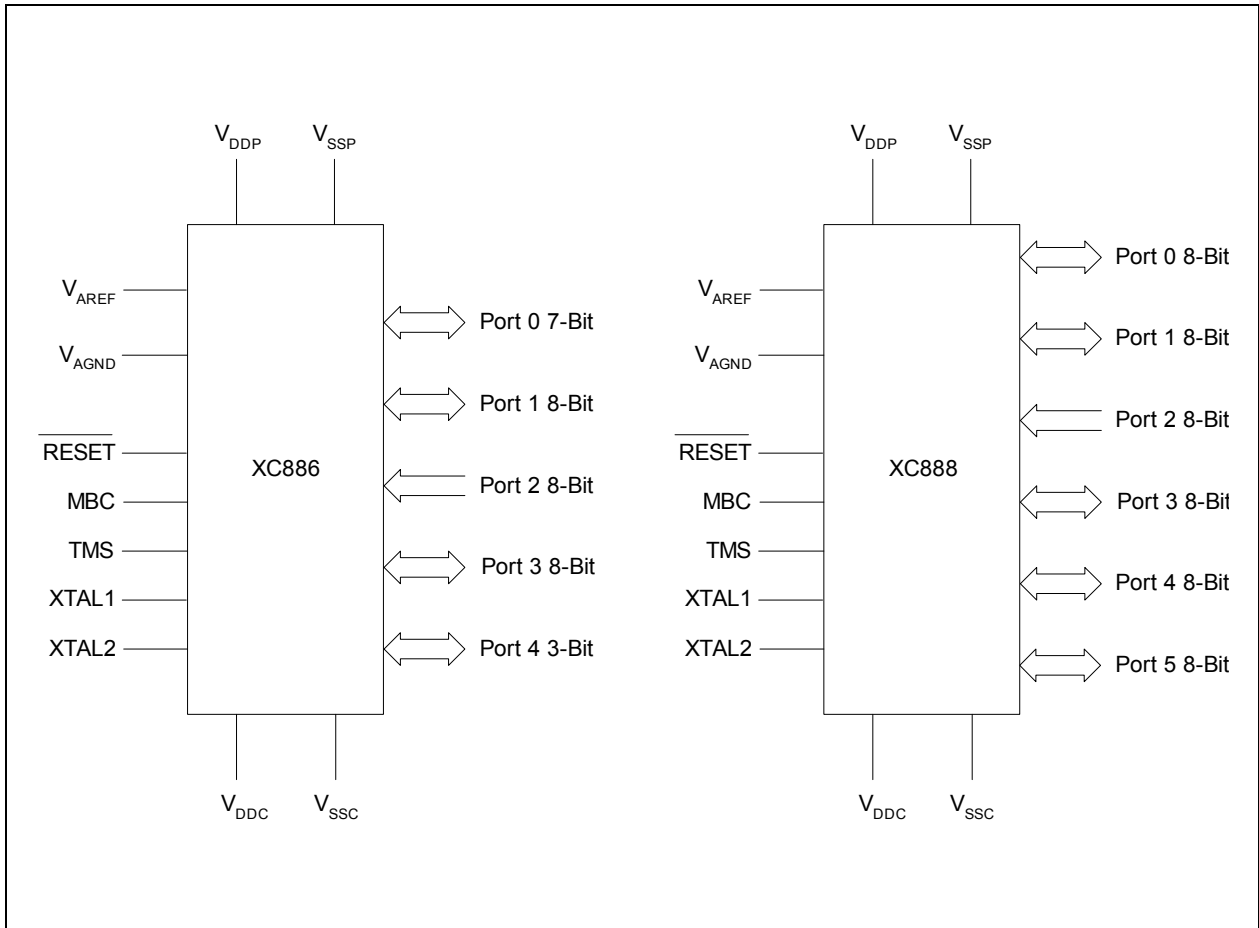 VDDP VSSP
VAREF
VAGND
RESET
MBC
TMS
XTAL1
XTAL2
XC886
Port 0 7-Bit
Port 1 8-Bit
Port 2 8-Bit
Port 3 8-Bit
Port 4 3-Bit
VDDC VSSC
VDDP VSSP
VAREF
VAGND
RESET
MBC
TMS
XTAL1
XTAL2
XC888
Port 0 8-Bit
Port 1 8-Bit
Port 2 8-Bit
Port 3 8-Bit
Port 4 8-Bit
Port 5 8-Bit
VDDC VSSC